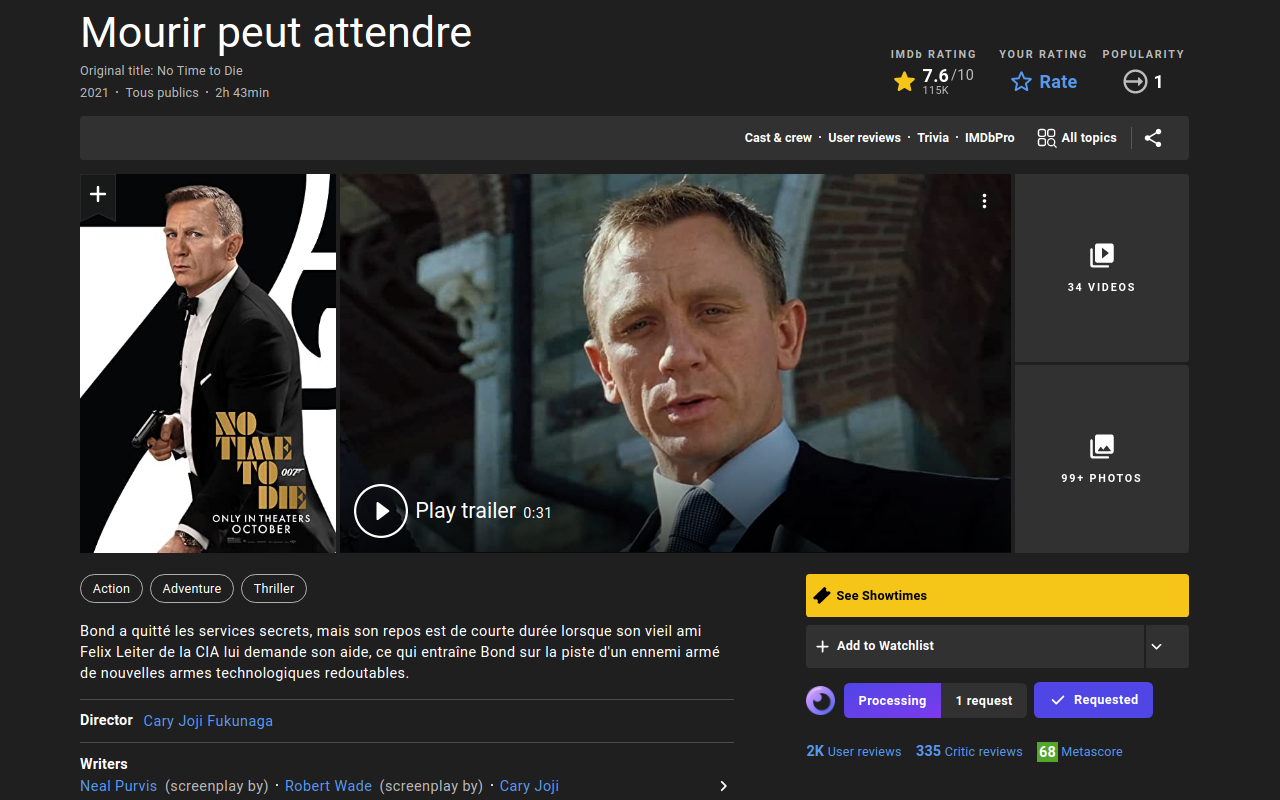 Mourir peut attendre
Original title: No Time to Die
2021 · Tous publics · 2h 43min
IMDb RATING
7.6/10
115K
YOUR RATING
Rate
POPULARITY
1
Cast & crew · User reviews · Trivia · IMDbPro
All topics
NO
TIME
TO
007
DIE
ONLY IN THEATERS
OCTOBER
Play trailer 0:31
34 VIDEOS
99+ PHOTOS
Action
Adventure
Thriller
Bond a quitté les services secrets, mais son repos est de courte durée lorsque son vieil ami
Felix Leiter de la CIA lui demande son aide, ce qui entraîne Bond sur la piste d'un ennemi armé
de nouvelles armes technologiques redoutables.
Director Cary Joji Fukunaga
Writers
Neal Purvis (screenplay by) · Robert Wade (screenplay by) · Cary Joji
See Showtimes
Add to Watchlist
Processing 1 request
Requested
2K User reviews 335 Critic reviews 68 Metascore